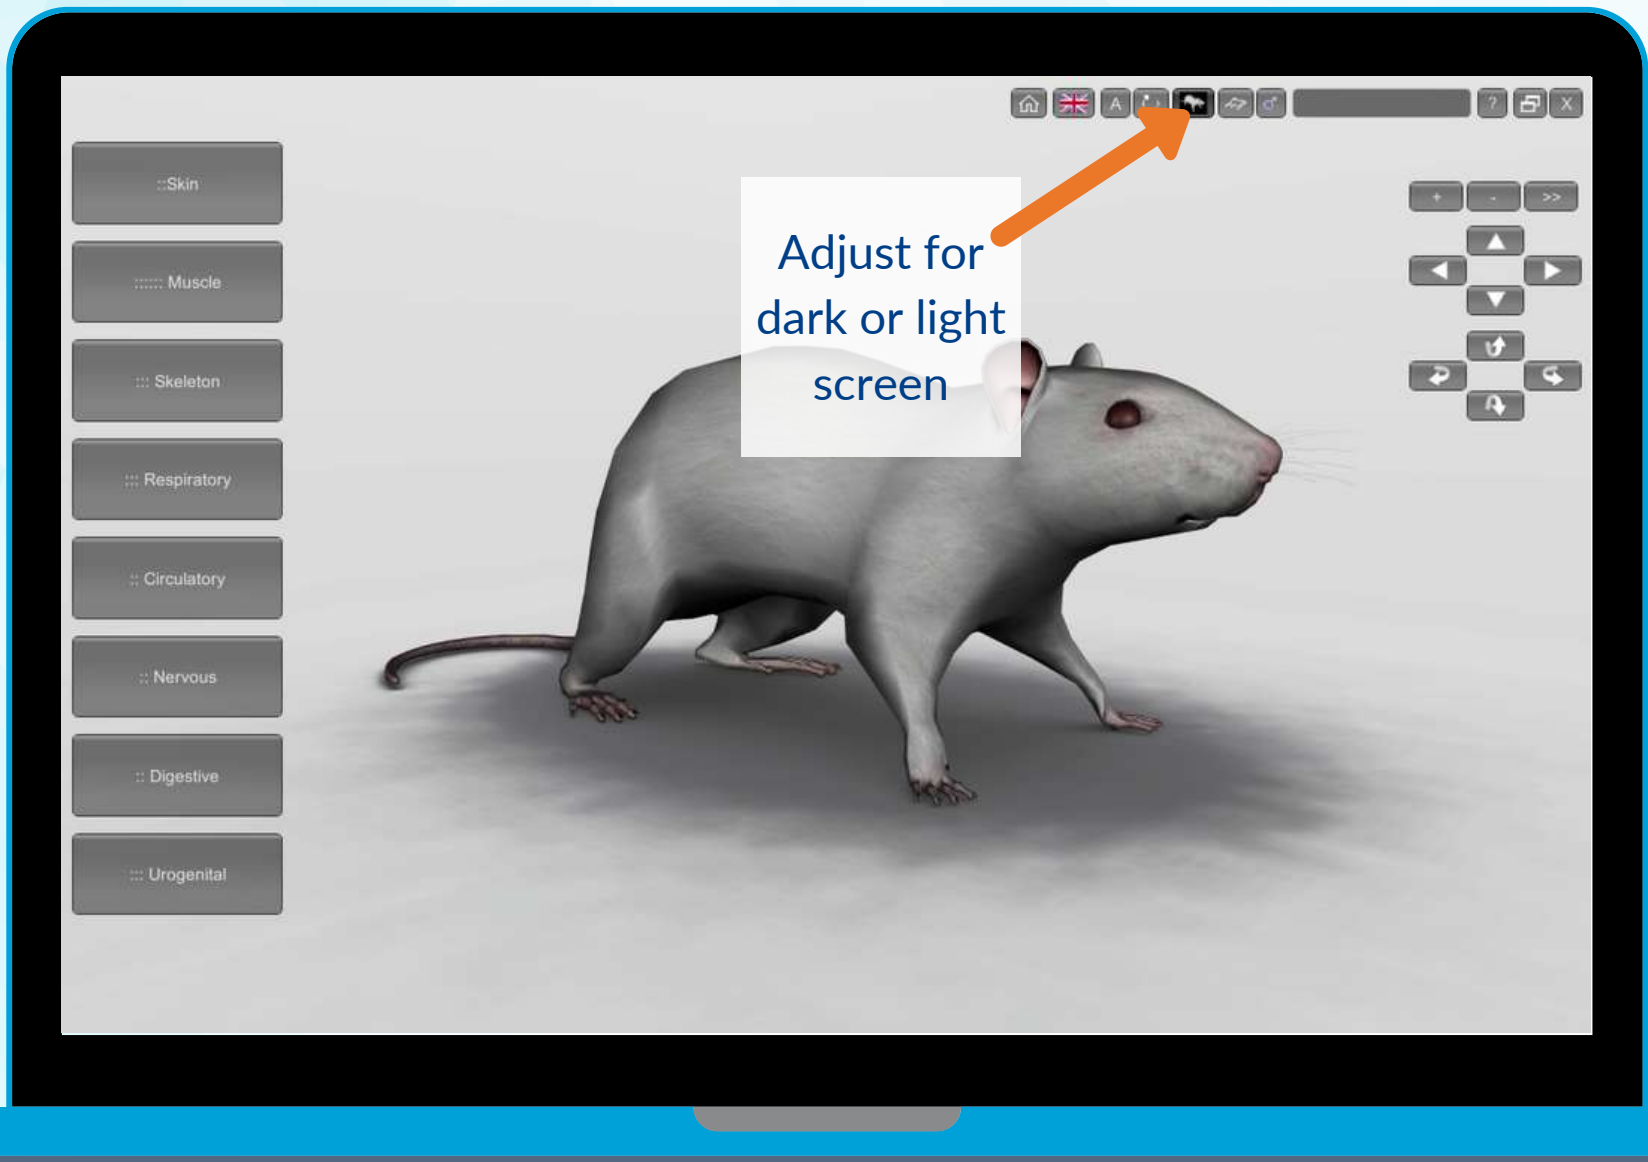 A
?
X
::Skin
:::::: Muscle
::: Skeleton
::: Respiratory
:: Circulatory
:: Nervous
:: Digestive
::: Urogenital
Adjust for
dark or light
screen
+
-
>>